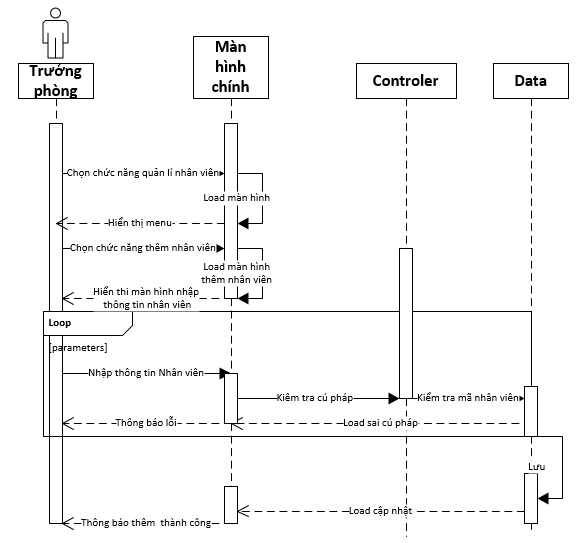 Trưởng
phòng
Màn
hình
chính
Controler
Data
Chọn chức năng quản lí nhân viên
Load màn hình
Hiển thị menu
Chọn chức năng thêm nhân viên
Load màn hình
thêm nhân viên
Hiển thi màn hình nhập
thông tin nhân viên
Loop
[parameters]
Nhập thông tin Nhân viên
Kiêm tra cú pháp
Kiểm tra mã nhân viên
Thông báo lỗi
Load sai cú pháp
Lưu
Load cập nhật
Thông báo thêm thành công